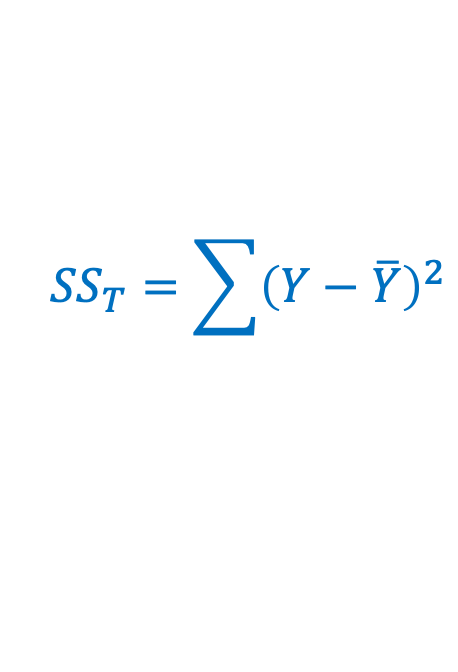 SS_T = ∑(Y − Ȳ)²